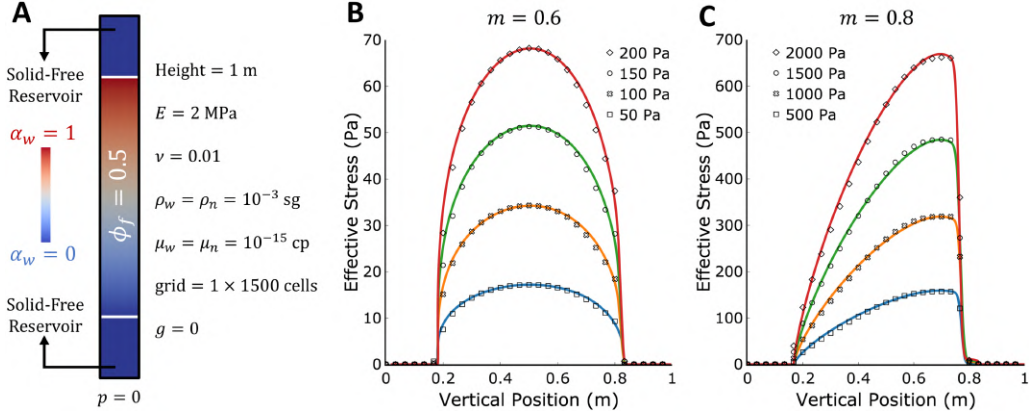 A
Solid-Free
Reservoir
α_w = 1
α_w = 0
Solid-Free
Reservoir
ϕ_f = 0.5
p = 0
Height = 1 m
E = 2 MPa
ν = 0.01
ρ_w = ρ_n = 10⁻³ sg
μ_w = μ_n = 10⁻¹⁵ cp
grid = 1 × 1500 cells
g = 0
B
m = 0.6
Effective Stress (Pa)
70
60
50
40
30
20
10
0
200 Pa
150 Pa
100 Pa
50 Pa
0 0.2 0.4 0.6 0.8 1
Vertical Position (m)
C
m = 0.8
Effective Stress (Pa)
700
600
500
400
300
200
100
0
2000 Pa
1500 Pa
1000 Pa
500 Pa
0 0.2 0.4 0.6 0.8 1
Vertical Position (m)